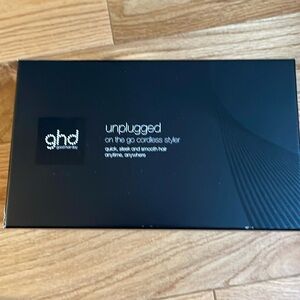 ghd
good hair day
unplugged
on the go cordless styler
quick, sleek and smooth hair
anytime, anywhere